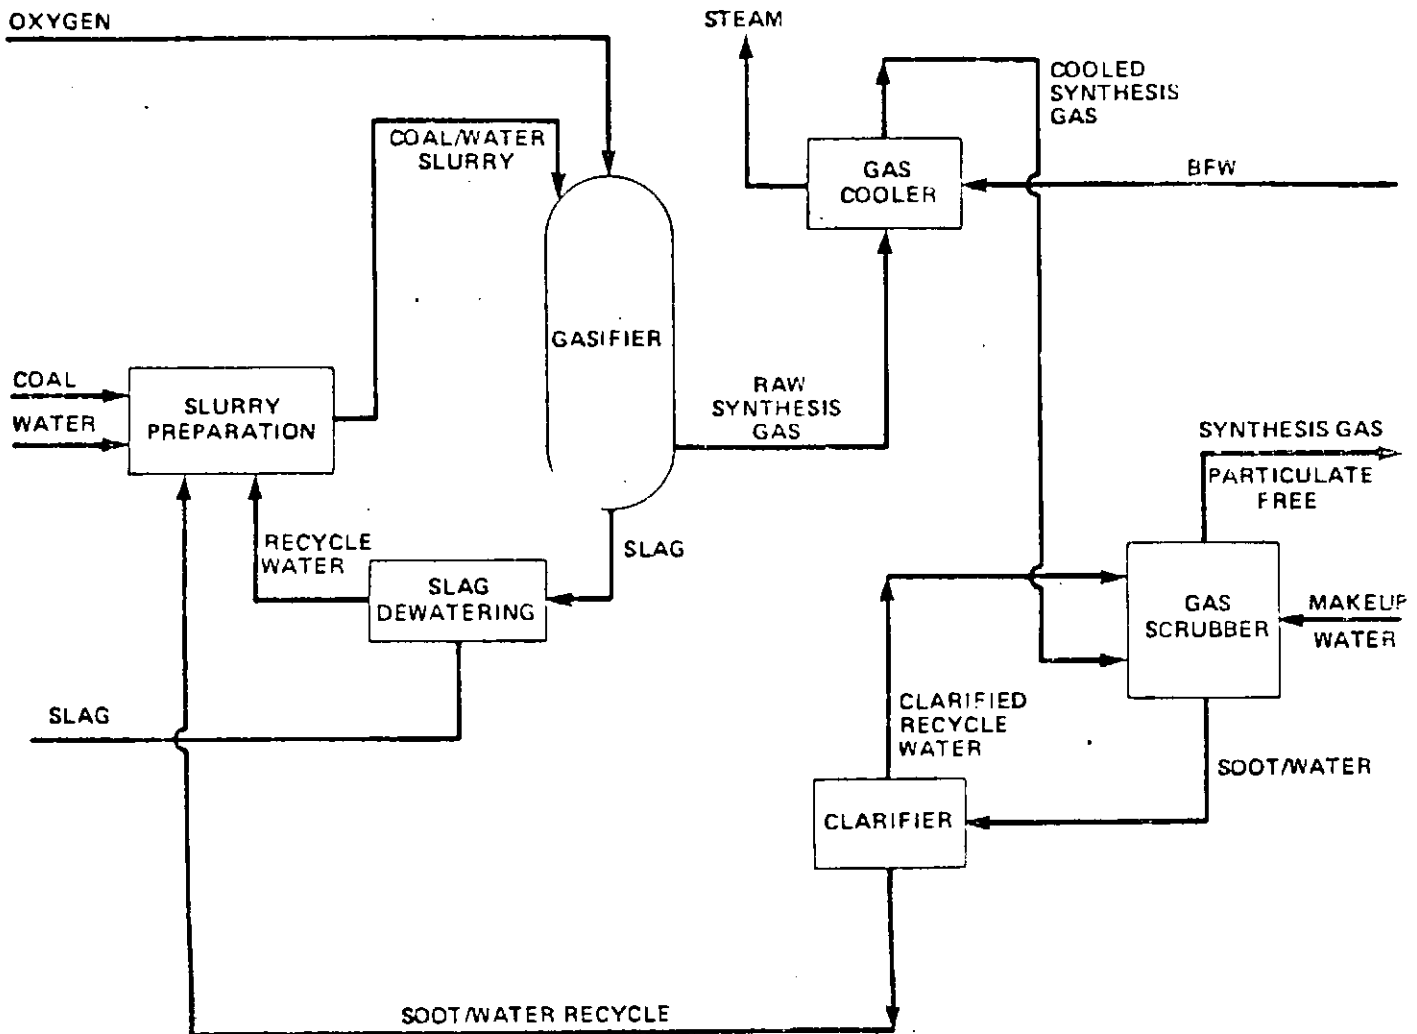 OXYGEN
STEAM
COOLED
SYNTHESIS
GAS
COAL/WATER
SLURRY
GAS
COOLER
BFW
GASIFIER
COAL
WATER
SLURRY
PREPARATION
RAW
SYNTHESIS
GAS
SYNTHESIS GAS
PARTICULATE
FREE
RECYCLE
WATER
SLAG
SLAG
DEWATERING
GAS
SCRUBBER
MAKEUP
WATER
SLAG
CLARIFIED
RECYCLE
WATER
SOOT/WATER
CLARIFIER
SOOT/WATER RECYCLE